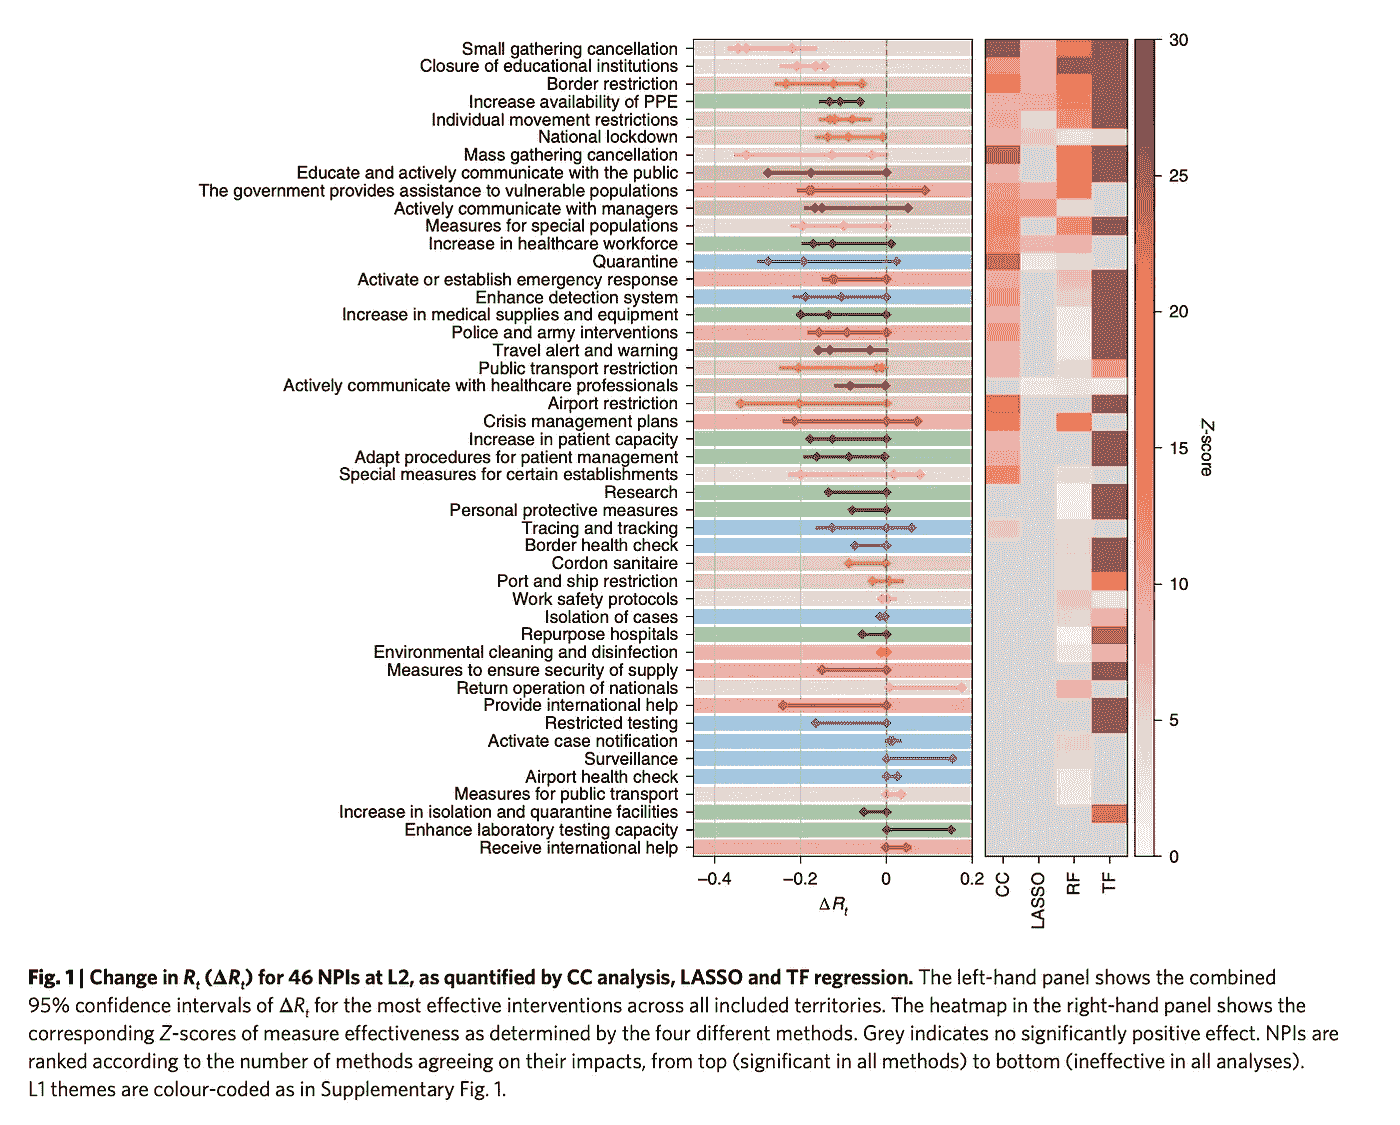 Small gathering cancellation
Closure of educational institutions
Border restriction
Increase availability of PPE
Individual movement restrictions
National lockdown
Mass gathering cancellation
Educate and actively communicate with the public
The government provides assistance to vulnerable populations
Actively communicate with managers
Measures for special populations
Increase in healthcare workforce
Quarantine
Activate or establish emergency response
Enhance detection system
Increase in medical supplies and equipment
Police and army interventions
Travel alert and warning
Public transport restriction
Actively communicate with healthcare professionals
Airport restriction
Crisis management plans
Increase in patient capacity
Adapt procedures for patient management
Special measures for certain establishments
Research
Personal protective measures
Tracing and tracking
Border health check
Cordon sanitaire
Port and ship restriction
Work safety protocols
Isolation of cases
Repurpose hospitals
Environmental cleaning and disinfection
Measures to ensure security of supply
Return operation of nationals
Provide international help
Restricted testing
Activate case notification
Surveillance
Airport health check
Measures for public transport
Increase in isolation and quarantine facilities
Enhance laboratory testing capacity
Receive international help
−0.4 −0.2 0 0.2
ΔRt
CC
LASSO
RF
TF
30
25
20
15
10
5
0
Z-score
Fig. 1 | Change in Rt (ΔRt) for 46 NPIs at L2, as quantified by CC analysis, LASSO and TF regression. The left-hand panel shows the combined
95% confidence intervals of ΔRt for the most effective interventions across all included territories. The heatmap in the right-hand panel shows the
corresponding Z-scores of measure effectiveness as determined by the four different methods. Grey indicates no significantly positive effect. NPIs are
ranked according to the number of methods agreeing on their impacts, from top (significant in all methods) to bottom (ineffective in all analyses).
L1 themes are colour-coded as in Supplementary Fig. 1.